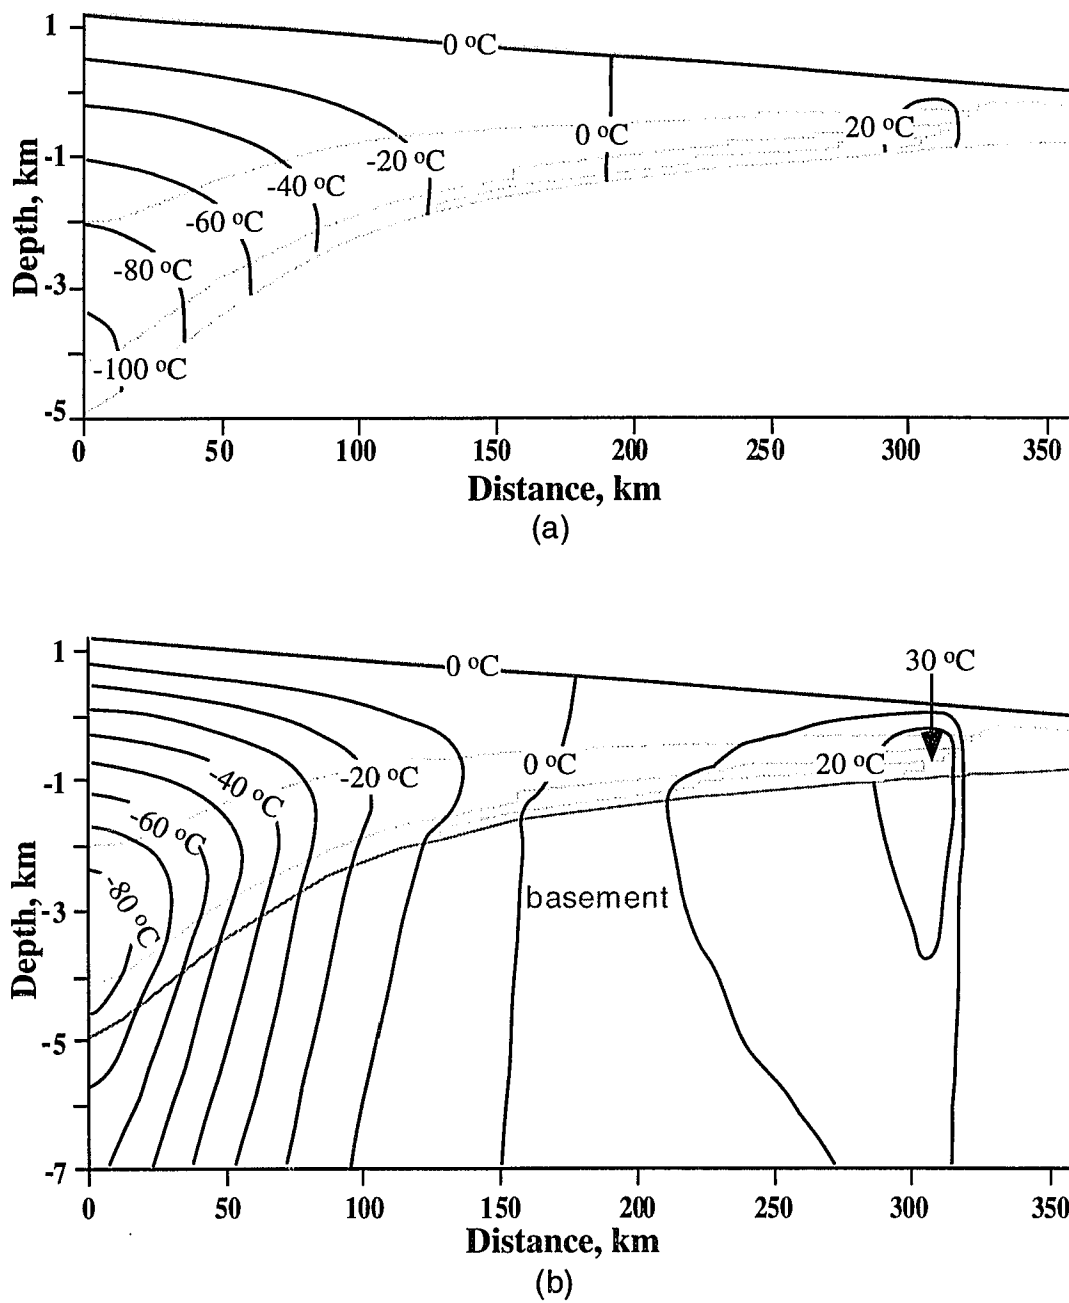 1
0 ºC
0 ºC
20 ºC
-1
-20 ºC
-40 ºC
-60 ºC
-80 ºC
-3
-100 ºC
-5
Depth, km
0 50 100 150 200 250 300 350
Distance, km
(a)
1
0 ºC
30 ºC
0 ºC
20 ºC
-1
-20 ºC
-40 ºC
-60 ºC
-80 ºC
basement
-3
-5
-7
Depth, km
0 50 100 150 200 250 300 350
Distance, km
(b)